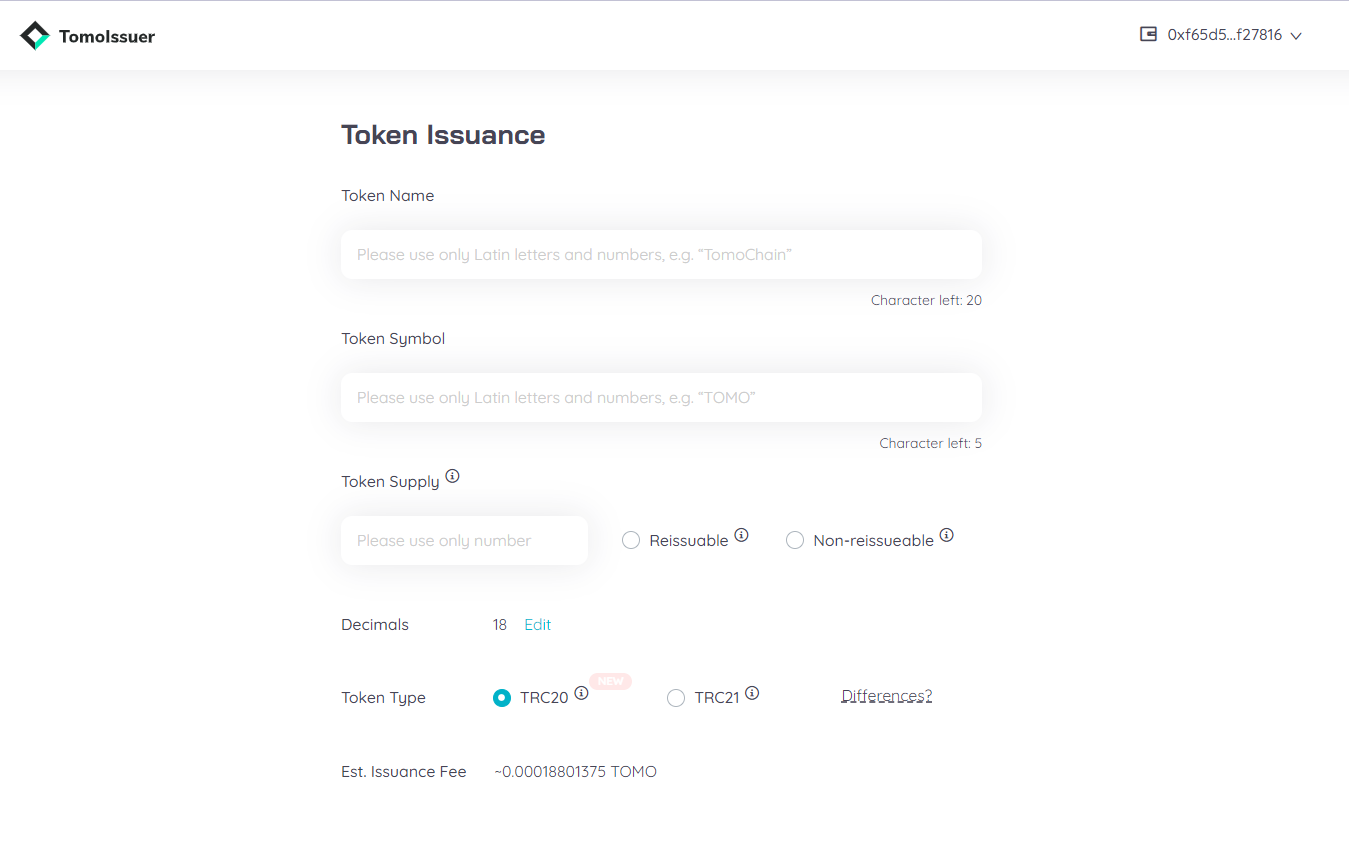 TomoIssuer
0xf65d5...f27816
Token Issuance
Token Name
Please use only Latin letters and numbers, e.g. “TomoChain”
Character left: 20
Token Symbol
Please use only Latin letters and numbers, e.g. “TOMO”
Character left: 5
Token Supply
Please use only number
Reissuable
Non-reissueable
Decimals 18 Edit
Token Type TRC20 NEW TRC21 Differences?
Est. Issuance Fee ~0.00018801375 TOMO